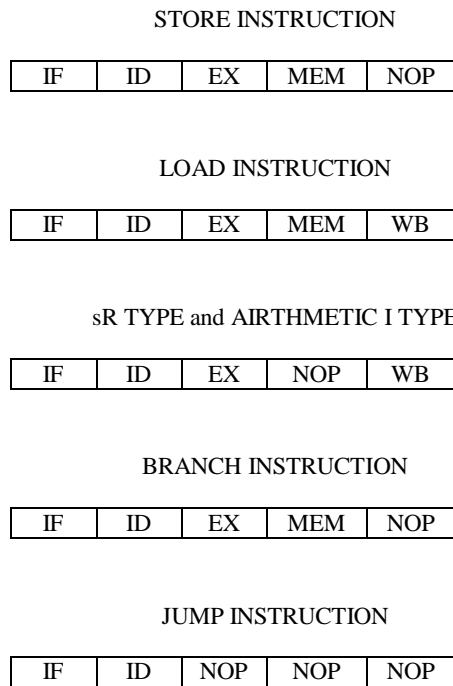 STORE INSTRUCTION
IF ID EX MEM NOP
LOAD INSTRUCTION
IF ID EX MEM WB
sR TYPE and AIRTHMETIC I TYPE
IF ID EX NOP WB
BRANCH INSTRUCTION
IF ID EX MEM NOP
JUMP INSTRUCTION
IF ID NOP NOP NOP